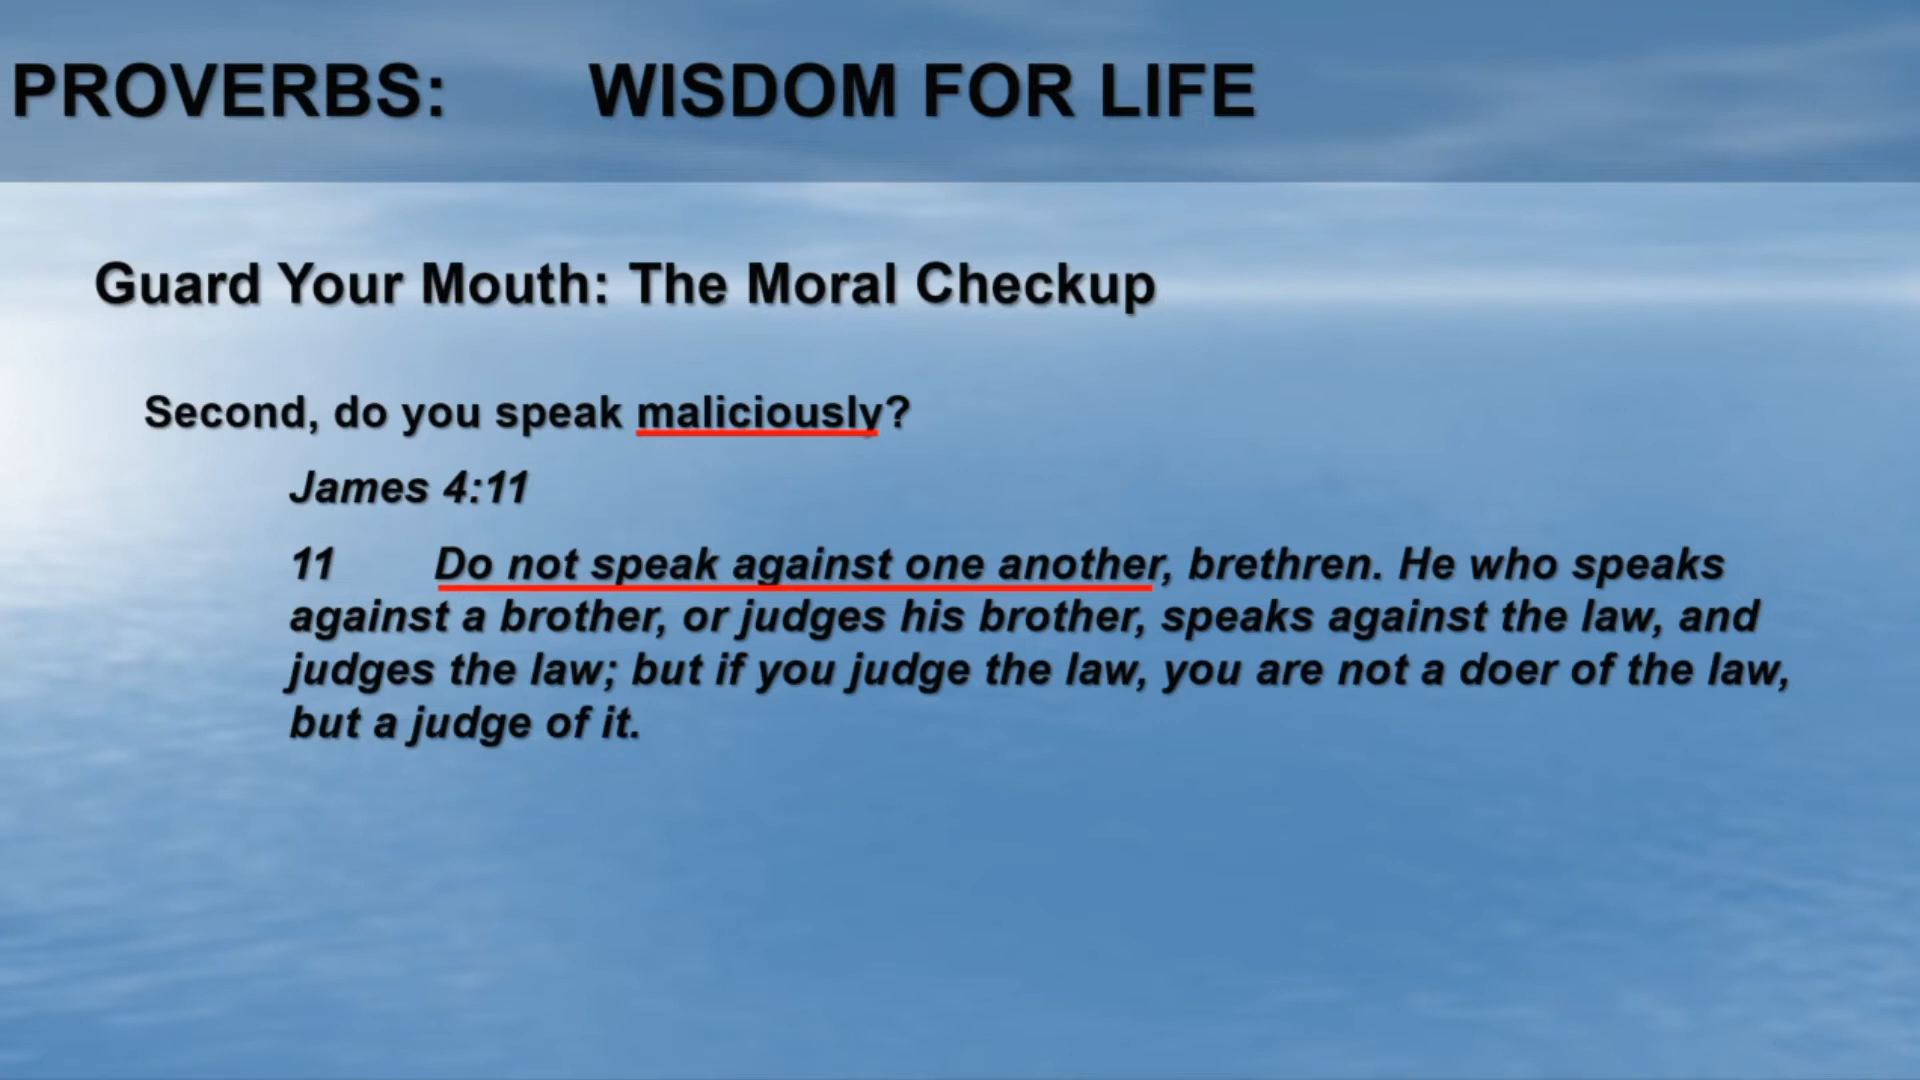 PROVERBS: WISDOM FOR LIFE
Guard Your Mouth: The Moral Checkup
Second, do you speak maliciously?
James 4:11
11 Do not speak against one another, brethren. He who speaks
against a brother, or judges his brother, speaks against the law, and
judges the law; but if you judge the law, you are not a doer of the law,
but a judge of it.